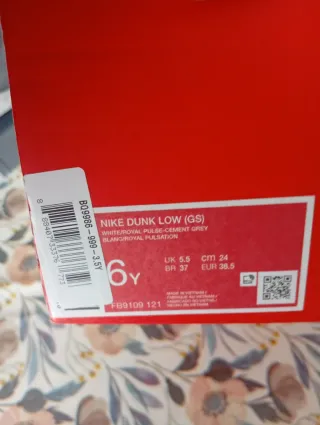 NIKE DUNK LOW (GS)
WHITE/ROYAL PULSE-CEMENT GREY
BLANC/ROYAL PULSATION
6Y
UK 5.5 cm 24
BR 37 EUR 38.5
FB9109 121
BQ9966 - 999 - 3.5Y